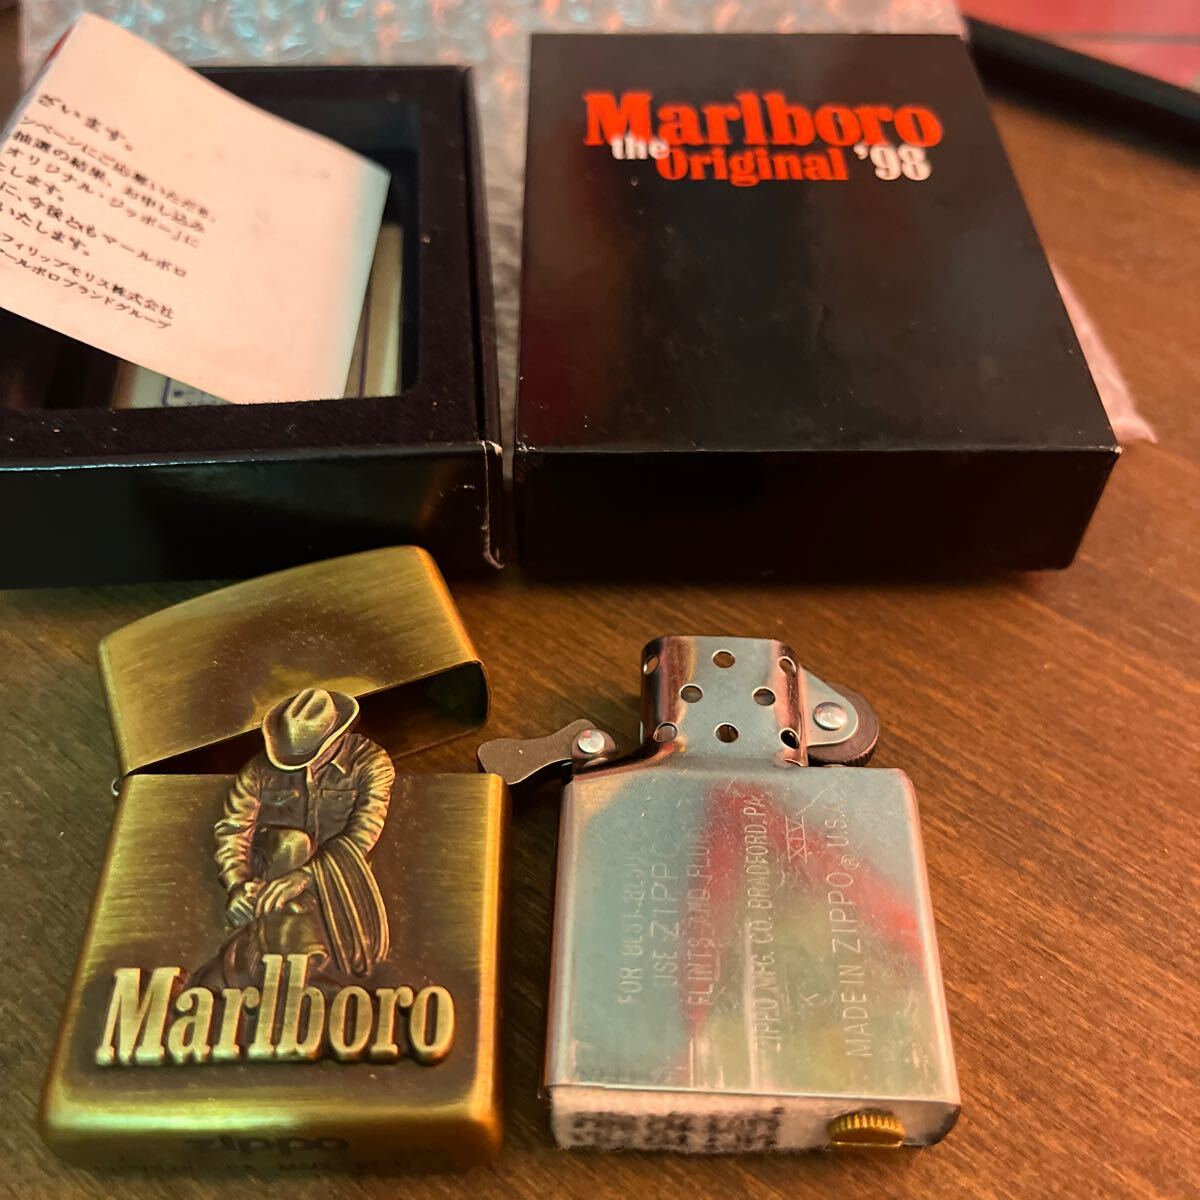 ざいます。
ンペーンにご応募いただき、
抽選の結果、お申し込み
オリジナル・ジッポー」に
たします。
に、今後ともマールボロ
いたします。
フィリップモリス株式会社
マールボロブランドグループ
Marlboro
the Original '98
Marlboro
zippo
FOR BEST RESULTS
USE ZIPPO
FLINTS AND FLUID
ZIPPO MFG. CO. BRADFORD, PA.
XIV
MADE IN ZIPPO® U.S.A.